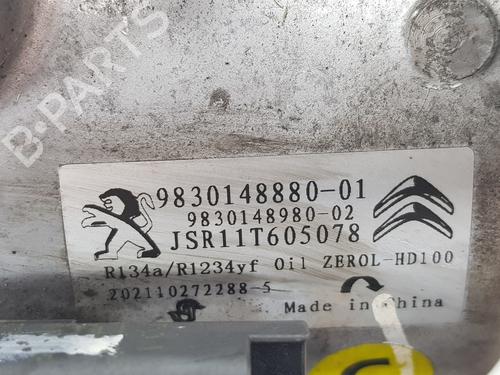 B-PARTS
9830148880-01
9830148980-02
JSR11T605078
R134a/R1234yf Oil ZEROL-HD100
202110272288-5
Made in China